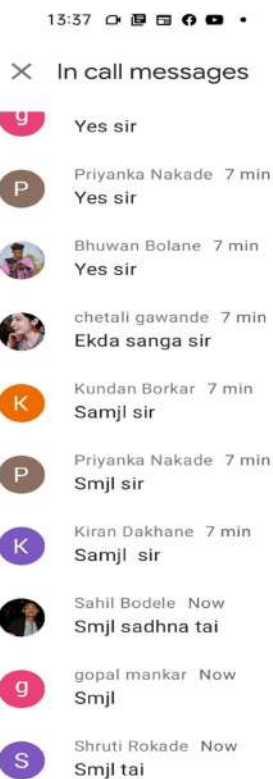 13:37
In call messages
g
Yes sir
P
Priyanka Nakade 7 min
Yes sir
Bhuwan Bolane 7 min
Yes sir
chetali gawande 7 min
Ekda sanga sir
K
Kundan Borkar 7 min
Samjl sir
P
Priyanka Nakade 7 min
Smjl sir
K
Kiran Dakhane 7 min
Samjl sir
Sahil Bodele Now
Smjl sadhna tai
g
gopal mankar Now
Smjl
S
Shruti Rokade Now
Smjl tai